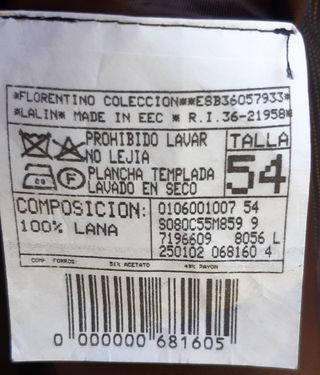 *FLORENTINO COLECCION**ESB36057933*
*LALIN* MADE IN EEC * R.I.36-21958*
PROHIBIDO LAVAR
NO LEJIA
PLANCHA TEMPLADA
LAVADO EN SECO
F
TALLA
54
COMPOSICION:
100% LANA
0106001007 54
S080C55M859 9
7196609 8056 L
250102 068160 4
COMP FORROS: 51% ACETATO 49% RAYON
0 000000 681605